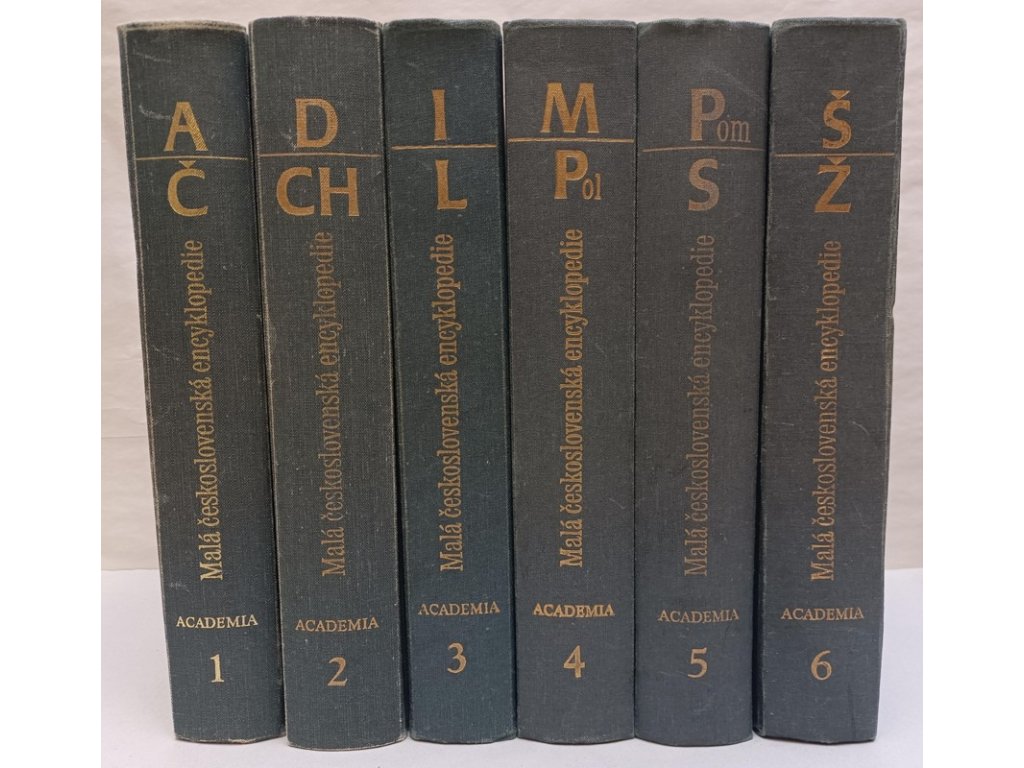 A
Č
Malá československá encyklopedie
ACADEMIA
1
D
CH
Malá československá encyklopedie
ACADEMIA
2
I
L
Malá československá encyklopedie
ACADEMIA
3
M
Pol
Malá československá encyklopedie
ACADEMIA
4
Pom
S
Malá československá encyklopedie
ACADEMIA
5
Š
Ž
Malá československá encyklopedie
ACADEMIA
6